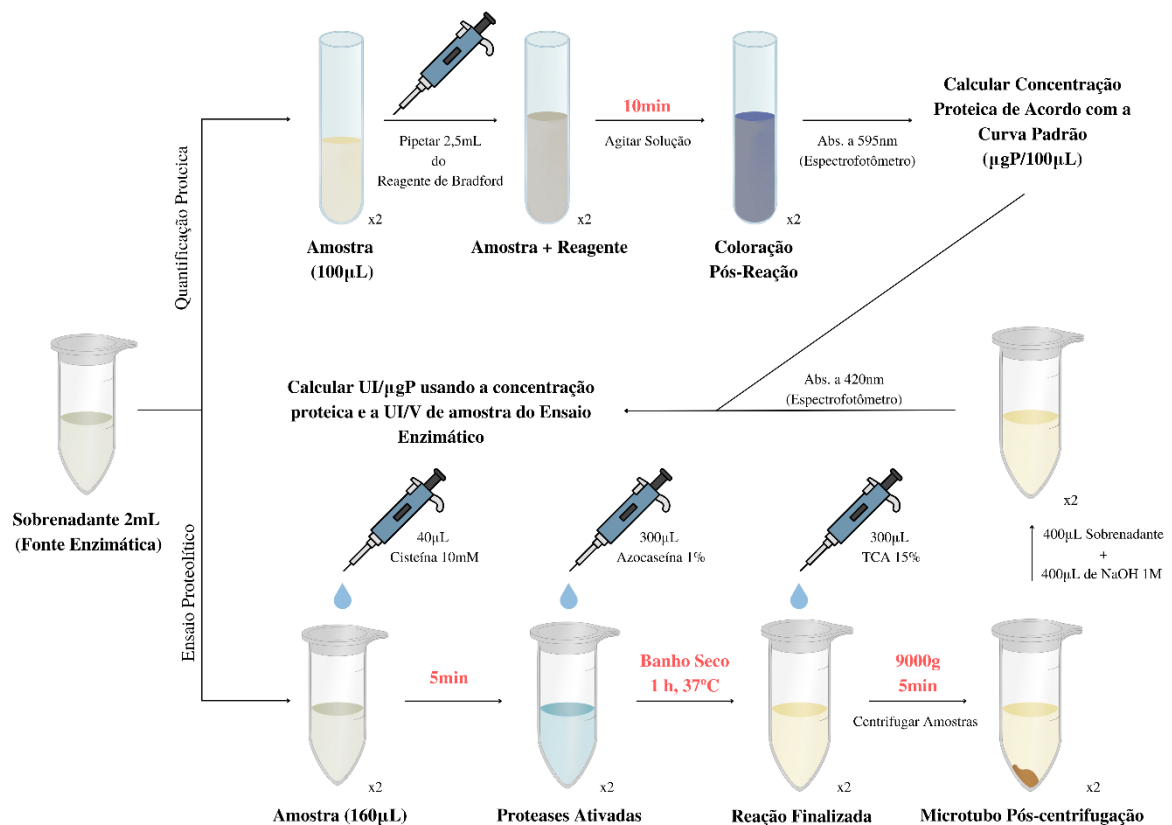 10min
Pipetar 2,5mL
do
Reagente de Bradford
Agitar Solução
Abs. a 595nm
(Espectrofotômetro)
Calcular Concentração
Proteica de Acordo com a
Curva Padrão
(µgP/100µL)
x2
x2
x2
Amostra
(100µL)
Amostra + Reagente
Coloração
Pós-Reação
Quantificação Proteica
Calcular UI/µgP usando a concentração
proteica e a UI/V de amostra do Ensaio
Enzimático
Abs. a 420nm
(Espectrofotômetro)
x2
Sobrenadante 2mL
(Fonte Enzimática)
Ensaio Proteolítico
40µL
Cisteína 10mM
300µL
Azocaseína 1%
300µL
TCA 15%
400µL Sobrenadante
+
400µL de NaOH 1M
5min
Banho Seco
1 h, 37ºC
9000g
5min
Centrifugar Amostras
x2
x2
x2
x2
Amostra (160µL)
Proteases Ativadas
Reação Finalizada
Microtubo Pós-centrifugação